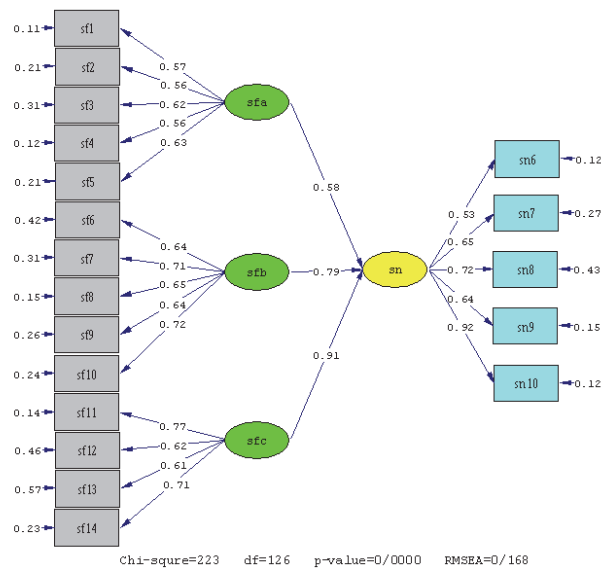 0.11 sf1
0.21 sf2 0.57
0.56
0.31 sf3 0.62 sfa
0.12 sf4 0.56
0.63
0.21 sf5
0.58
0.42 sf6
0.64
0.31 sf7 0.71 sfb
0.15 sf8 0.65
0.64
0.26 sf9 0.72
0.24 sf10
0.79 sn
0.14 sf11
0.77
0.46 sf12 0.62 sfc
0.57 sf13 0.61
0.71
0.23 sf14
0.91
sn6 0.12
0.53
sn7 0.27
0.65
0.72 sn8 0.43
0.64
sn9 0.15
0.92
sn10 0.12
Chi-squre=223 df=126 p-value=0/0000 RMSEA=0/168